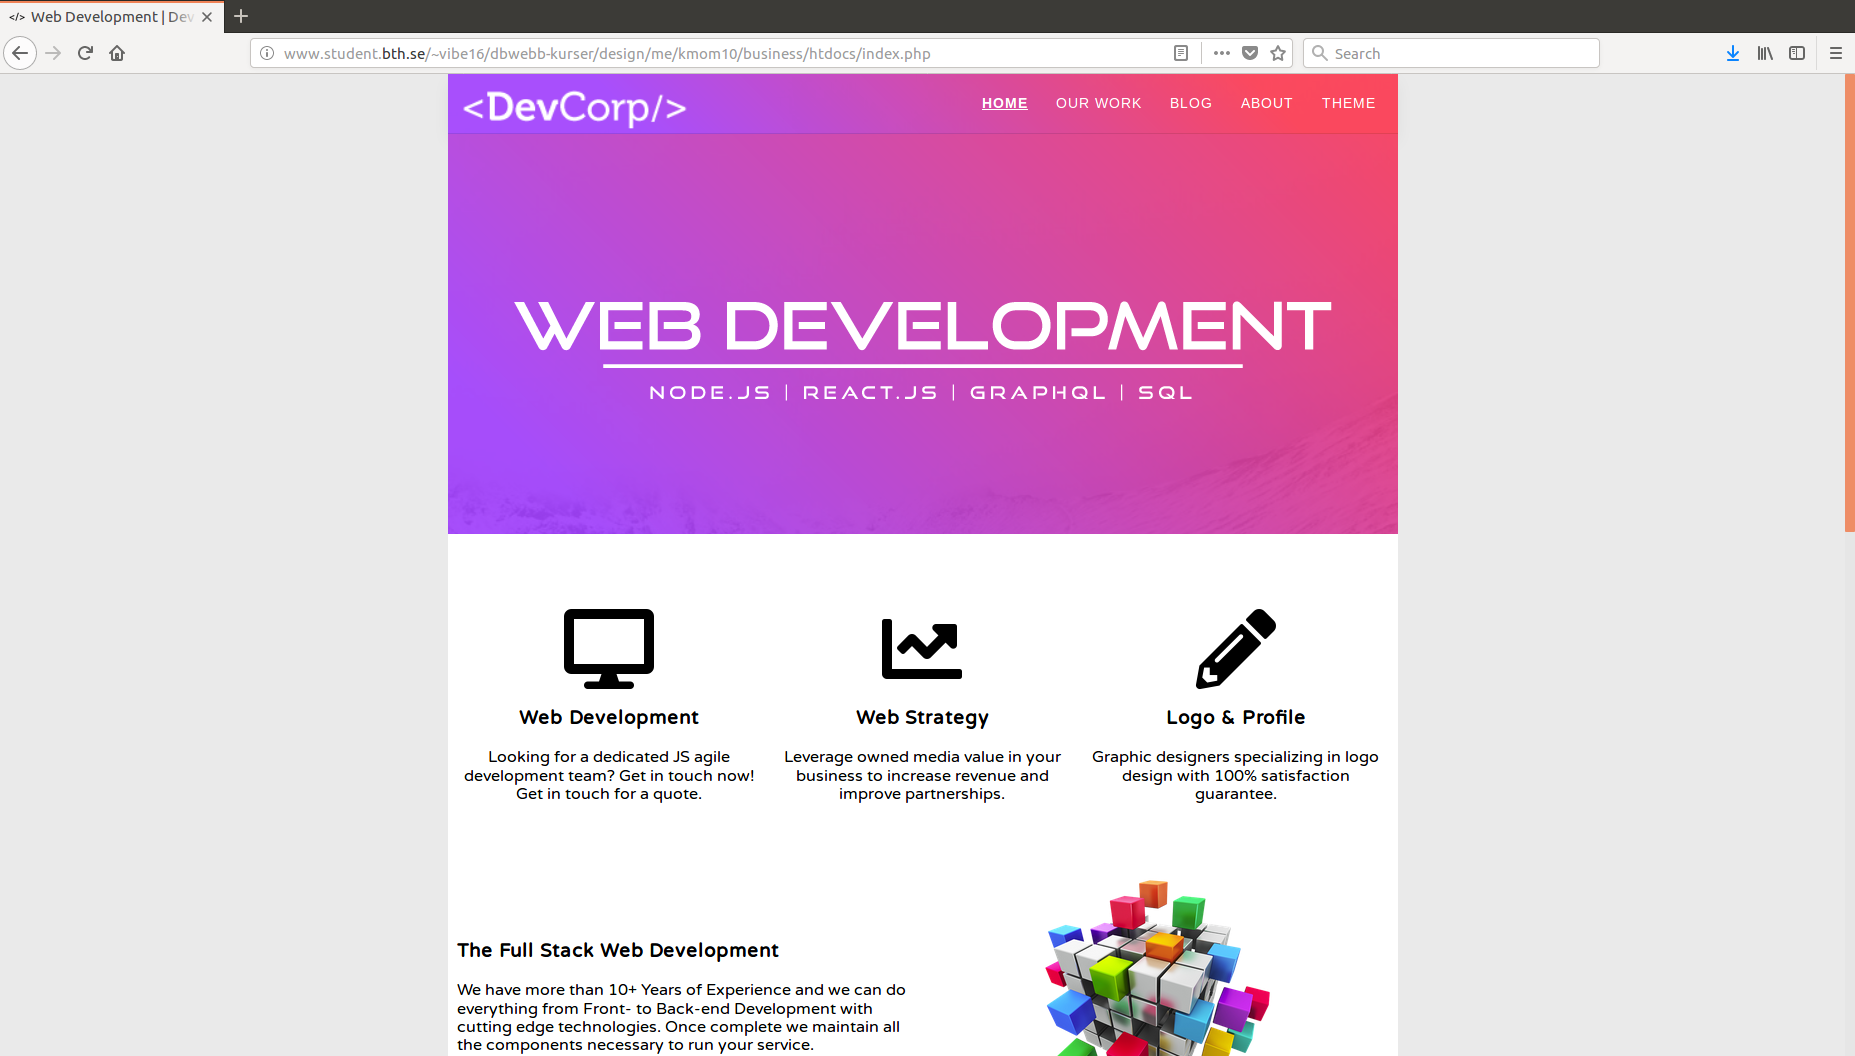 </> Web Development | Dev
www.student.bth.se/~vibe16/dbwebb-kurser/design/me/kmom10/business/htdocs/index.php
Search
<DevCorp/>
HOME OUR WORK BLOG ABOUT THEME
WEB DEVELOPMENT
NODE.JS | REACT.JS | GRAPHQL | SQL
Web Development
Looking for a dedicated JS agile
development team? Get in touch now!
Get in touch for a quote.
Web Strategy
Leverage owned media value in your
business to increase revenue and
improve partnerships.
Logo & Profile
Graphic designers specializing in logo
design with 100% satisfaction
guarantee.
The Full Stack Web Development
We have more than 10+ Years of Experience and we can do
everything from Front- to Back-end Development with
cutting edge technologies. Once complete we maintain all
the components necessary to run your service.